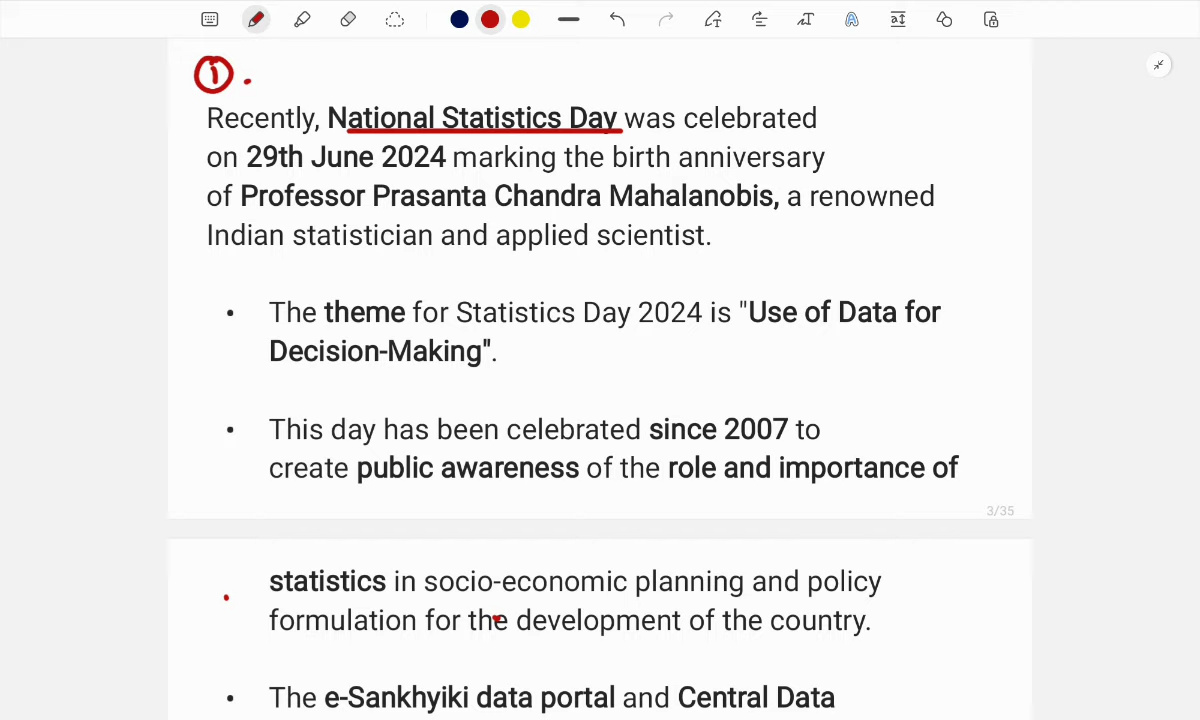 1.
Recently, National Statistics Day was celebrated
on 29th June 2024 marking the birth anniversary
of Professor Prasanta Chandra Mahalanobis, a renowned
Indian statistician and applied scientist.
• The theme for Statistics Day 2024 is "Use of Data for
Decision-Making".
• This day has been celebrated since 2007 to
create public awareness of the role and importance of
3/35
statistics in socio-economic planning and policy
formulation for the development of the country.
• The e-Sankhyiki data portal and Central Data